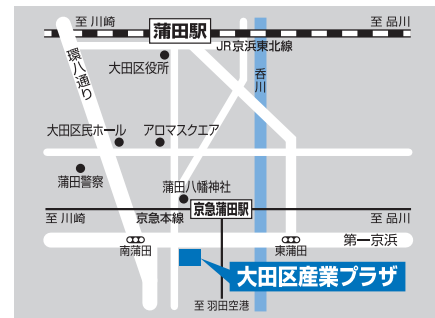 至 川崎
蒲田駅
至 品川
JR京浜東北線
大田区役所
環八通り
呑川
大田区民ホール
アロマスクエア
蒲田警察
蒲田八幡神社
京急蒲田駅
至 川崎
京急本線
至 品川
第一京浜
南蒲田
東蒲田
大田区産業プラザ
至 羽田空港